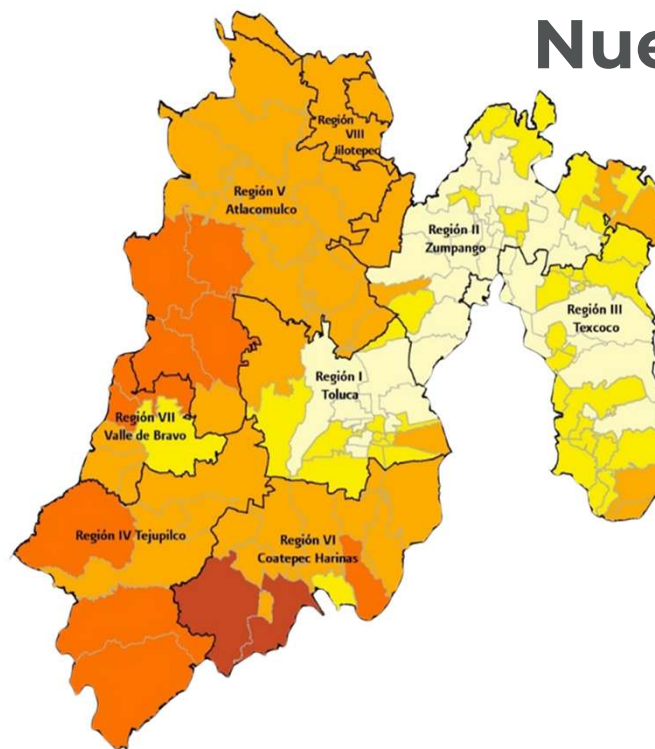 Nue
Región
VIII
Jilotepec
Región V
Atlacomulco
Región II
Zumpango
Región III
Texcoco
Región I
Toluca
Región VII
Valle de Bravo
Región IV Tejupilco
Región VI
Coatepec Harinas